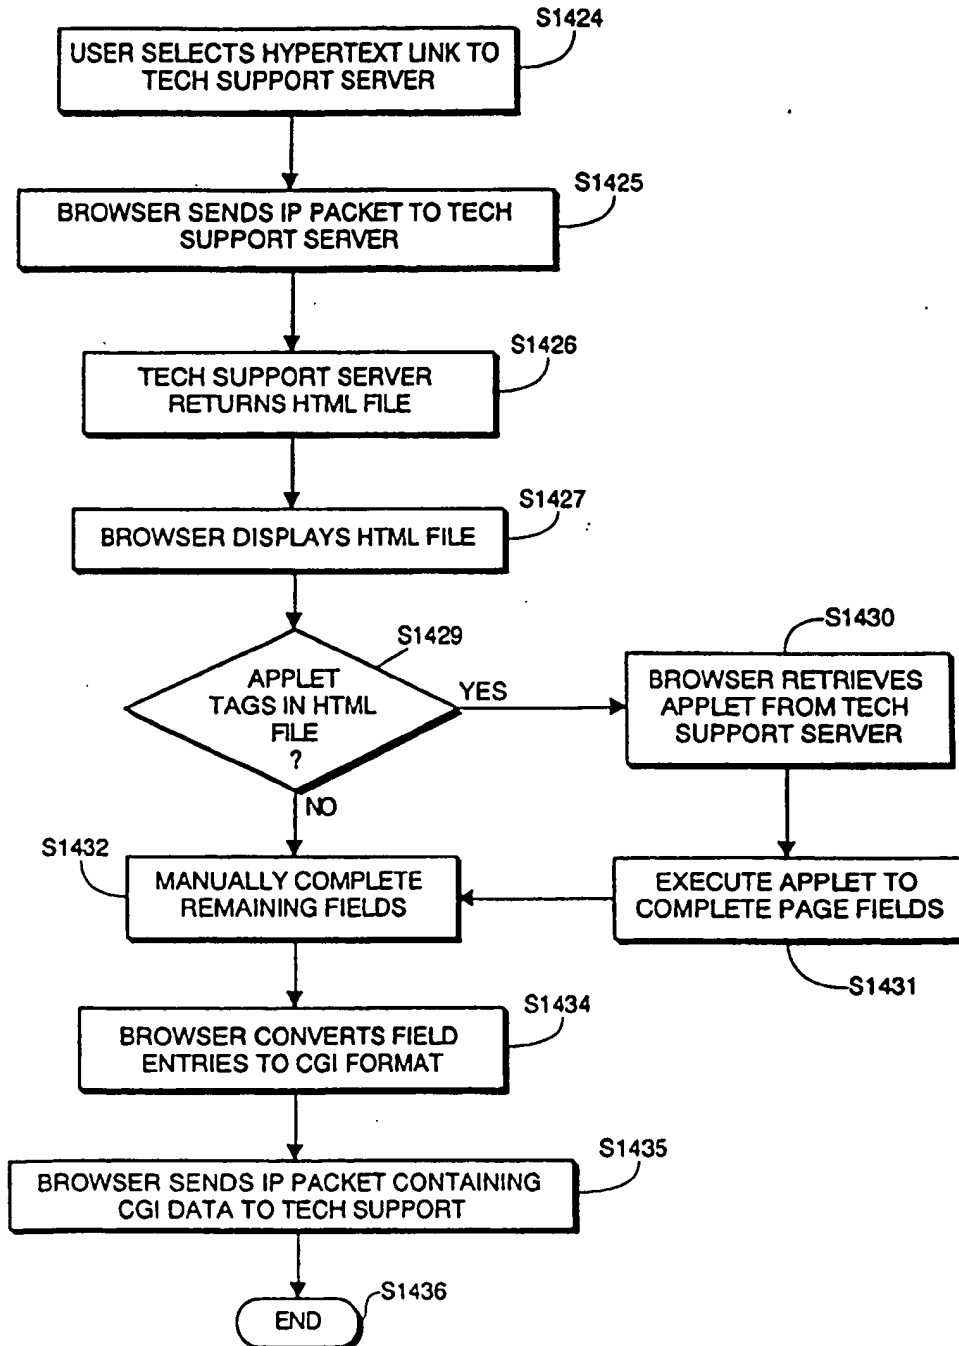 S1424
USER SELECTS HYPERTEXT LINK TO
TECH SUPPORT SERVER
S1425
BROWSER SENDS IP PACKET TO TECH
SUPPORT SERVER
S1426
TECH SUPPORT SERVER
RETURNS HTML FILE
S1427
BROWSER DISPLAYS HTML FILE
S1429
APPLET
TAGS IN HTML
FILE
?
YES
NO
S1430
BROWSER RETRIEVES
APPLET FROM TECH
SUPPORT SERVER
EXECUTE APPLET TO
COMPLETE PAGE FIELDS
S1431
S1432
MANUALLY COMPLETE
REMAINING FIELDS
S1434
BROWSER CONVERTS FIELD
ENTRIES TO CGI FORMAT
S1435
BROWSER SENDS IP PACKET CONTAINING
CGI DATA TO TECH SUPPORT
S1436
END